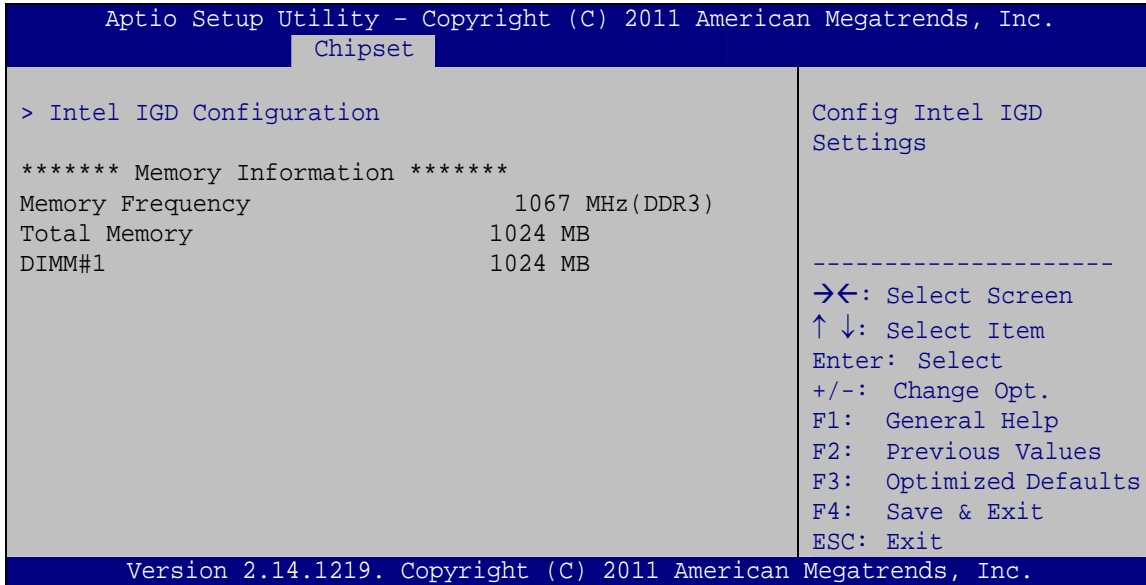 Aptio Setup Utility – Copyright (C) 2011 American Megatrends, Inc.
Chipset
> Intel IGD Configuration
******* Memory Information *******
Memory Frequency 1067 MHz(DDR3)
Total Memory 1024 MB
DIMM#1 1024 MB
Config Intel IGD
Settings
---------------------
→←: Select Screen
↑ ↓: Select Item
Enter: Select
+/-: Change Opt.
F1: General Help
F2: Previous Values
F3: Optimized Defaults
F4: Save & Exit
ESC: Exit
Version 2.14.1219. Copyright (C) 2011 American Megatrends, Inc.